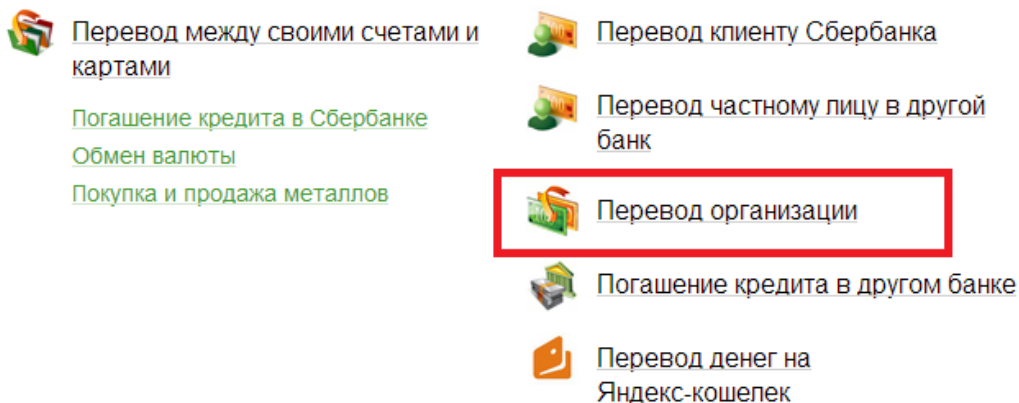 Перевод между своими счетами и
картами
Погашение кредита в Сбербанке
Обмен валюты
Покупка и продажа металлов
Перевод клиенту Сбербанка
Перевод частному лицу в другой
банк
Перевод организации
Погашение кредита в другом банке
Перевод денег на
Яндекс-кошелек